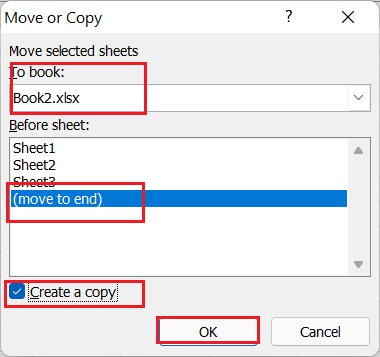 Move or Copy ? ×
Move selected sheets
To book:
Book2.xlsx
Before sheet:
Sheet1
Sheet2
Sheet3
(move to end)
Create a copy
OK Cancel